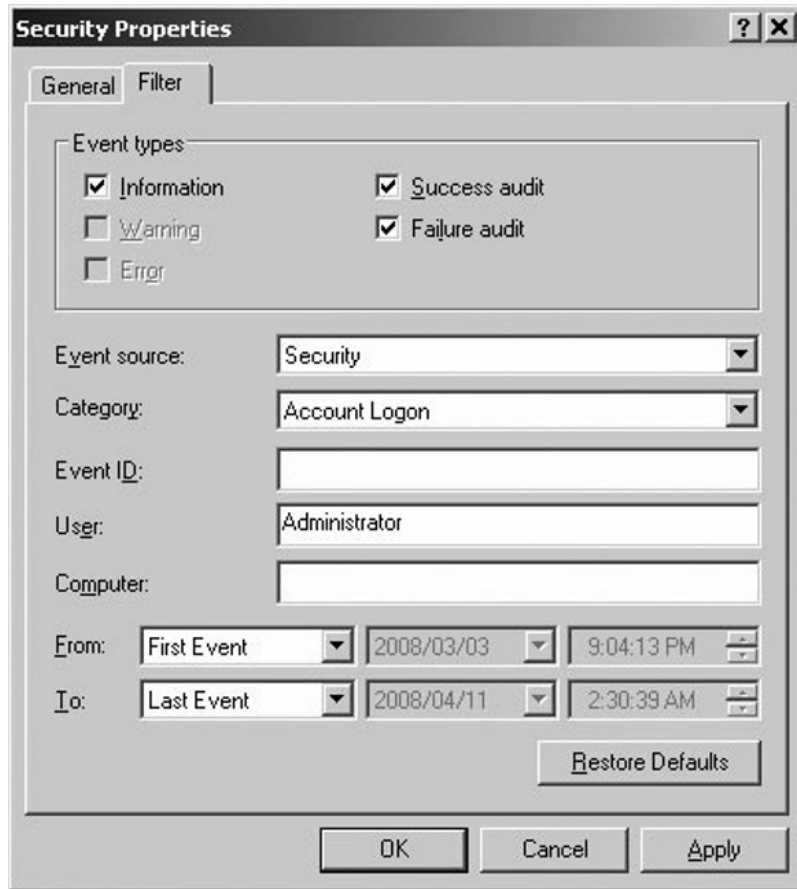 Security Properties
General Filter
Event types
Information Success audit
Warning Failure audit
Error
Event source: Security
Category: Account Logon
Event ID:
User: Administrator
Computer:
From: First Event 2008/03/03 9:04:13 PM
To: Last Event 2008/04/11 2:30:39 AM
Restore Defaults
OK Cancel Apply